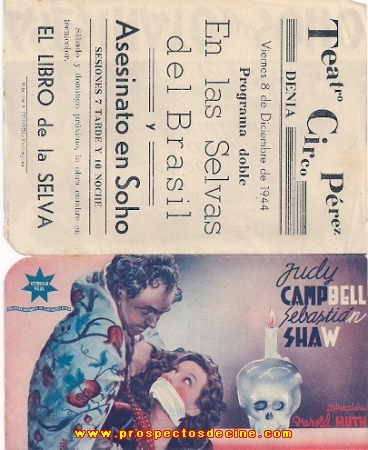 Teatro Circo Pérez
DENIA
Viernes 8 de Diciembre de 1944
Programa doble
En las Selvas
del Brasil
y
Asesinato en Soho
SESIONES 7 TARDE Y 10 NOCHE
Sábado y domingo próximo, la obra cumbre en
tecnicolor.
EL LIBRO de la SELVA
ESTRELLA
AZUL
Judy
CAMPBELL
Sebastian
SHAW
Dirección:
Harold HUTH
www.prospectosdecine.com